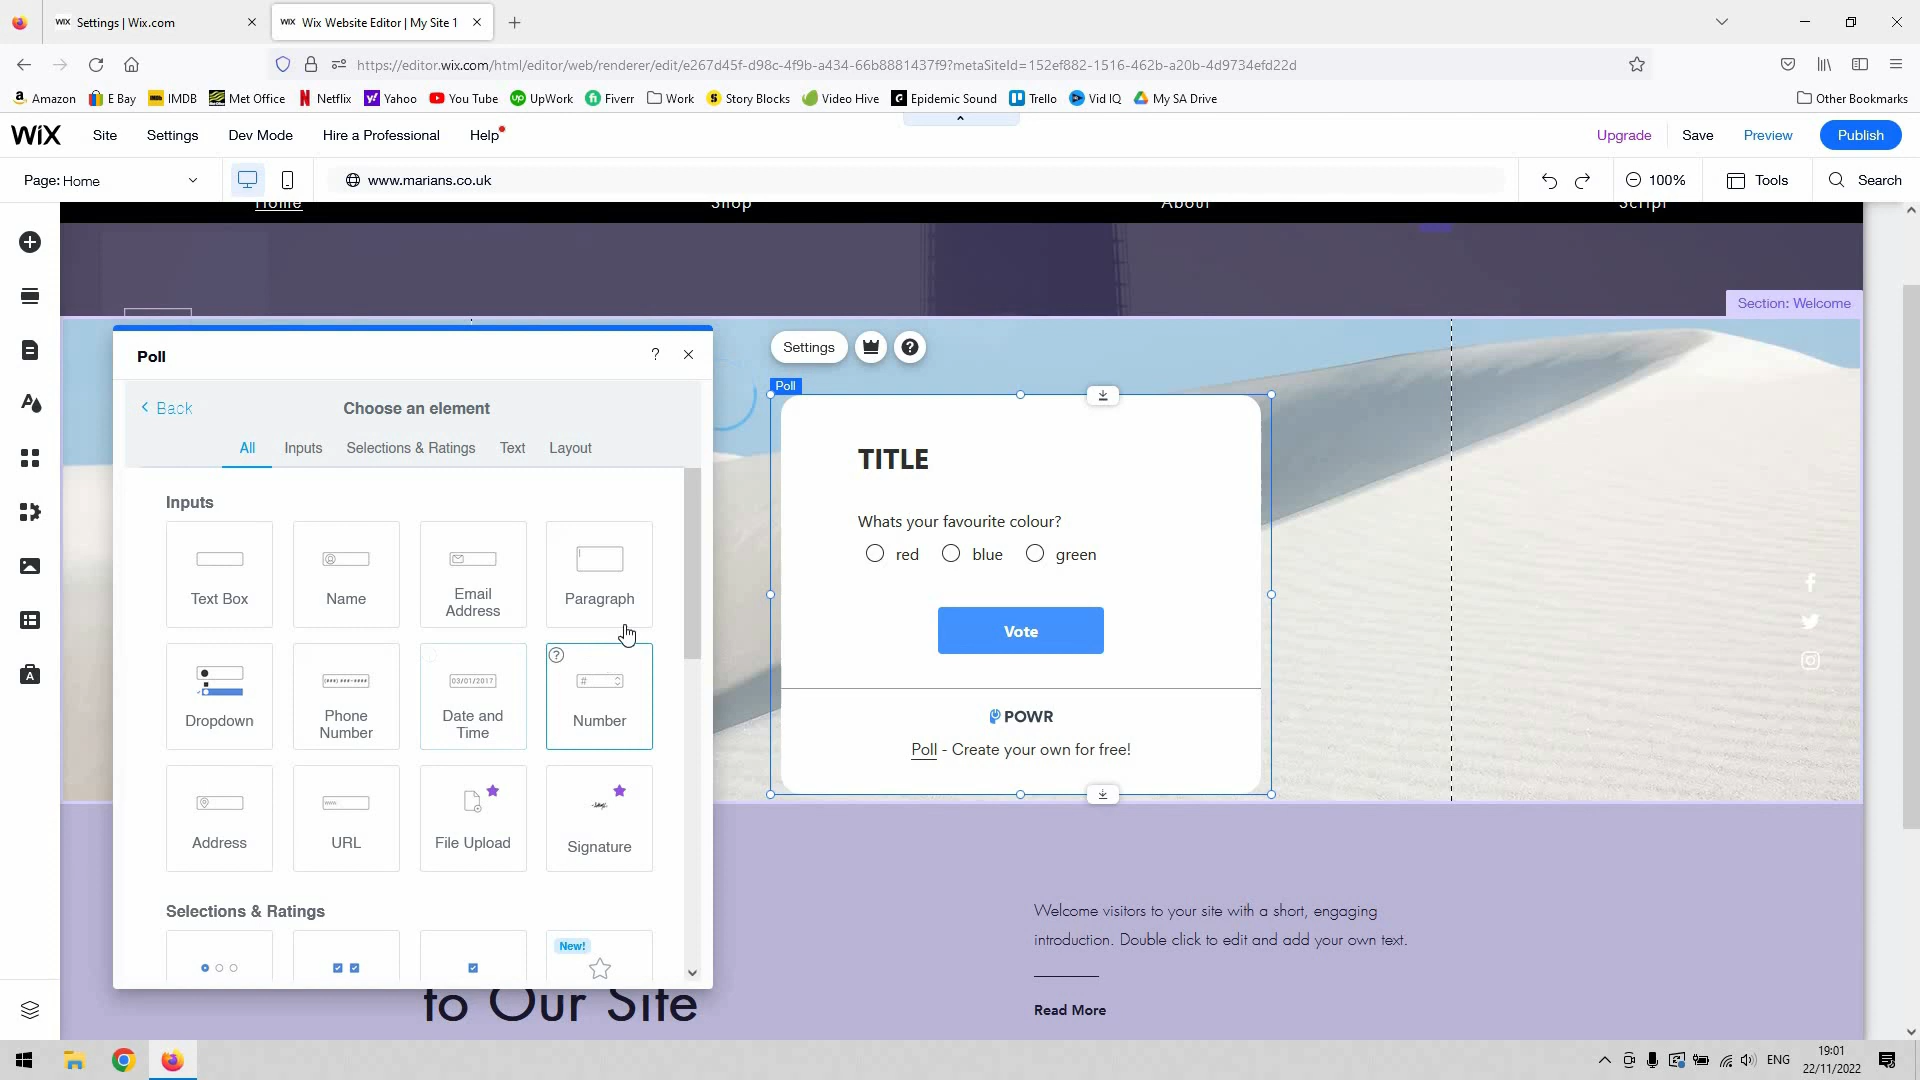 Settings | Wix.com
Wix Website Editor | My Site 1
https://editor.wix.com/html/editor/web/renderer/edit/e267d45f-d98c-4f9b-a434-66b8881437f9?metaSiteId=152ef882-1516-462b-a20b-4d9734efd22d
Amazon
E Bay
IMDB
Met Office
Netflix
Yahoo
You Tube
UpWork
Fiverr
Work
Story Blocks
Video Hive
Epidemic Sound
Trello
Vid IQ
My SA Drive
Other Bookmarks
WIX
Site
Settings
Dev Mode
Hire a Professional
Help
Upgrade
Save
Preview
Publish
Page: Home
www.marians.co.uk
100%
Tools
Search
Home
Shop
About
Script
Section: Welcome
Poll
?
Back
Choose an element
All
Inputs
Selections & Ratings
Text
Layout
Inputs
Text Box
Name
Email
Address
Paragraph
Dropdown
(###) ###-####
Phone
Number
03/01/2017
Date and
Time
#
Number
Address
URL
File Upload
Signature
Selections & Ratings
New!
Settings
Poll
TITLE
Whats your favourite colour?
red
blue
green
Vote
POWR
Poll - Create your own for free!
to Our Site
Welcome visitors to your site with a short, engaging
introduction. Double click to edit and add your own text.
Read More
ENG
19:01
22/11/2022